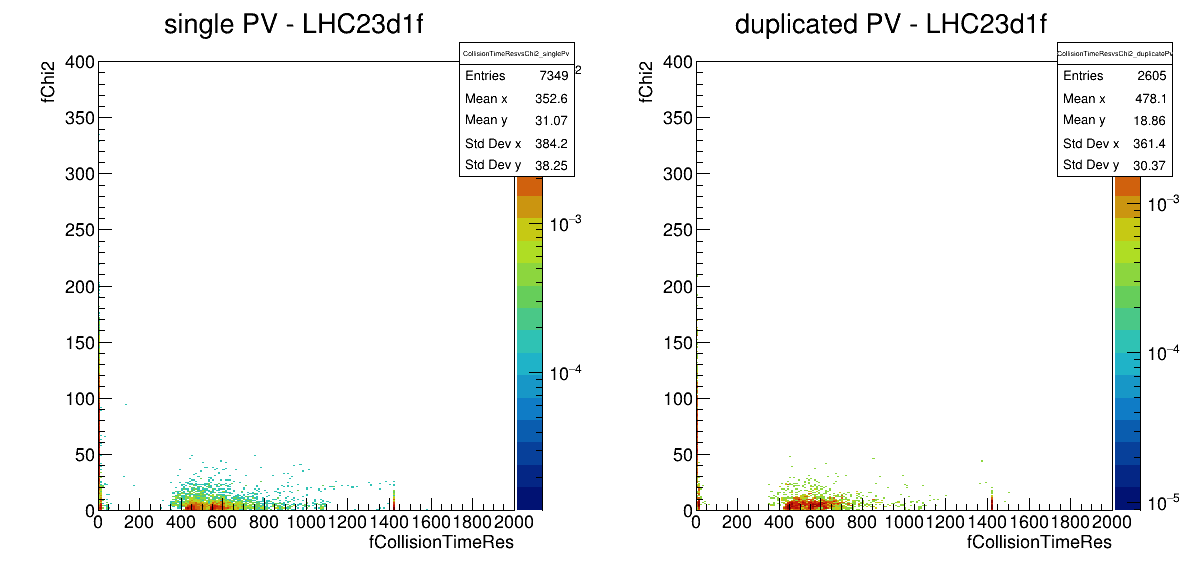 single PV - LHC23d1f
CollisionTimeResvsChi2_singlePv
Entries 7349
Mean x 352.6
Mean y 31.07
Std Dev x 384.2
Std Dev y 38.25
2
fChi2
400
350
300
250
200
150
100
50
0
0 200 400 600 800 1000 1200 1400 1600 1800 2000
fCollisionTimeRes
10⁻³
10⁻⁴
duplicated PV - LHC23d1f
CollisionTimeResvsChi2_duplicatePv
Entries 2605
Mean x 478.1
Mean y 18.86
Std Dev x 361.4
Std Dev y 30.37
fChi2
400
350
300
250
200
150
100
50
0
0 200 400 600 800 1000 1200 1400 1600 1800 2000
fCollisionTimeRes
10⁻³
10⁻⁴
10⁻⁵